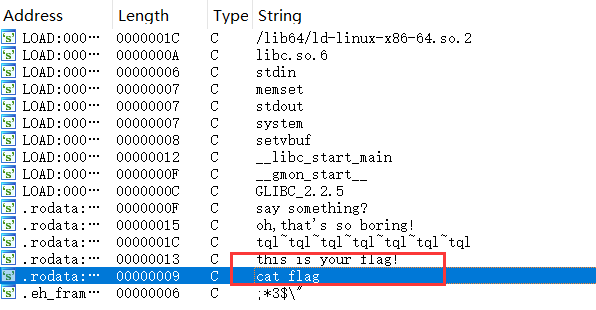 Address Length Type String
LOAD:000… 0000001C C /lib64/ld-linux-x86-64.so.2
LOAD:000… 0000000A C libc.so.6
LOAD:000… 00000006 C stdin
LOAD:000… 00000007 C memset
LOAD:000… 00000007 C stdout
LOAD:000… 00000007 C system
LOAD:000… 00000008 C setvbuf
LOAD:000… 00000012 C __libc_start_main
LOAD:000… 0000000F C __gmon_start__
LOAD:000… 0000000C C GLIBC_2.2.5
.rodata:… 0000000F C say something?
.rodata:… 00000015 C oh,that's so boring!
.rodata:… 0000001C C tql~tql~tql~tql~tql~tql~tql
.rodata:… 00000013 C this is your flag!
.rodata:… 00000009 C cat flag
.eh_fram… 00000006 C ;*3$\"